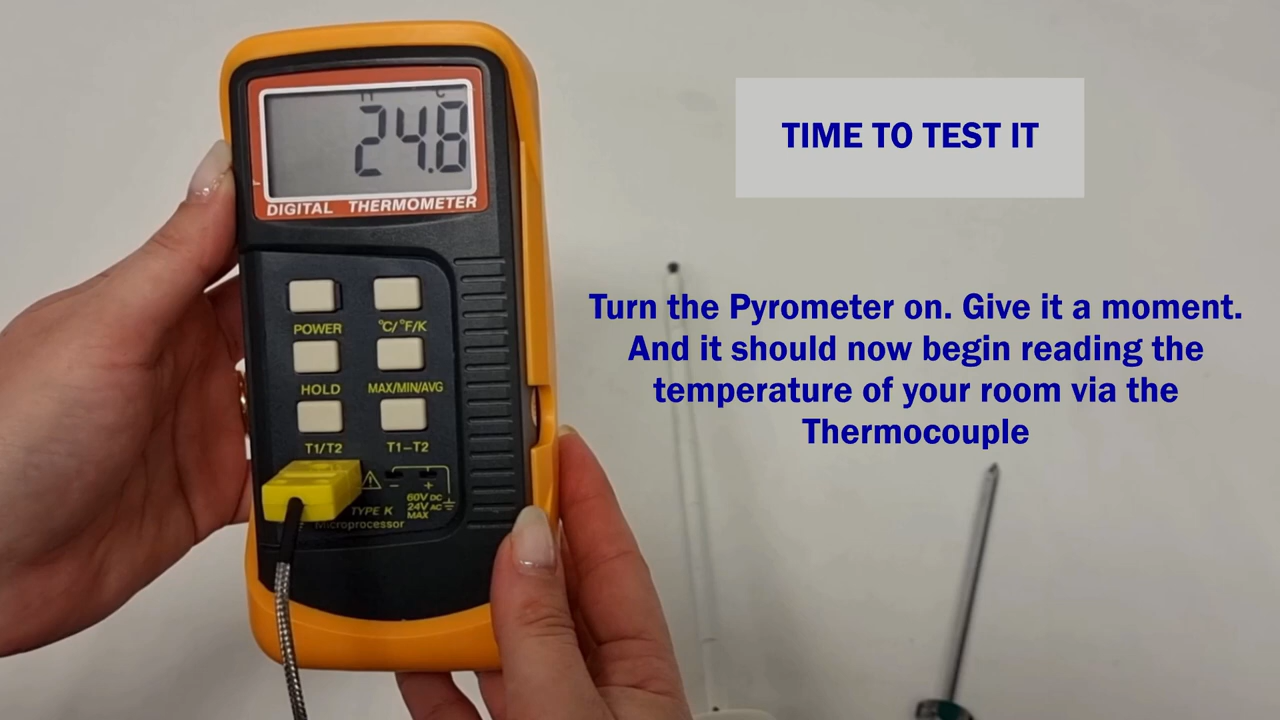 24.8
DIGITAL THERMOMETER
POWER
°C/°F/K
HOLD
MAX/MIN/AVG
T1/T2
T1-T2
- +
TYPE K
60V DC
24V AC
MAX
Microprocessor
TIME TO TEST IT
Turn the Pyrometer on. Give it a moment.
And it should now begin reading the
temperature of your room via the
Thermocouple